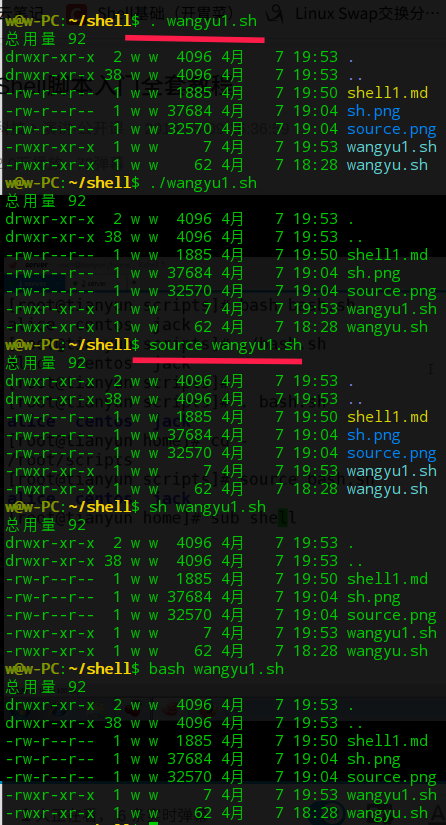 w@w-PC:~/shell$ . wangyu1.sh
总用量 92
drwxr-xr-x  2 w w  4096 4月   7 19:53 .
drwxr-xr-x 38 w w  4096 4月   7 19:53 ..
-rw-r--r--  1 w w  1885 4月   7 19:50 shell1.md
-rw-r--r--  1 w w 37684 4月   7 19:04 sh.png
-rw-r--r--  1 w w 32570 4月   7 19:04 source.png
-rwxr-xr-x  1 w w     7 4月   7 19:53 wangyu1.sh
-rwxr-xr-x  1 w w    62 4月   7 18:28 wangyu.sh
w@w-PC:~/shell$ ./wangyu1.sh
总用量 92
drwxr-xr-x  2 w w  4096 4月   7 19:53 .
drwxr-xr-x 38 w w  4096 4月   7 19:53 ..
-rw-r--r--  1 w w  1885 4月   7 19:50 shell1.md
-rw-r--r--  1 w w 37684 4月   7 19:04 sh.png
-rw-r--r--  1 w w 32570 4月   7 19:04 source.png
-rwxr-xr-x  1 w w     7 4月   7 19:53 wangyu1.sh
-rwxr-xr-x  1 w w    62 4月   7 18:28 wangyu.sh
w@w-PC:~/shell$ source wangyu1.sh
总用量 92
drwxr-xr-x  2 w w  4096 4月   7 19:53 .
drwxr-xr-x 38 w w  4096 4月   7 19:53 ..
-rw-r--r--  1 w w  1885 4月   7 19:50 shell1.md
-rw-r--r--  1 w w 37684 4月   7 19:04 sh.png
-rw-r--r--  1 w w 32570 4月   7 19:04 source.png
-rwxr-xr-x  1 w w     7 4月   7 19:53 wangyu1.sh
-rwxr-xr-x  1 w w    62 4月   7 18:28 wangyu.sh
w@w-PC:~/shell$ sh wangyu1.sh
总用量 92
drwxr-xr-x  2 w w  4096 4月   7 19:53 .
drwxr-xr-x 38 w w  4096 4月   7 19:53 ..
-rw-r--r--  1 w w  1885 4月   7 19:50 shell1.md
-rw-r--r--  1 w w 37684 4月   7 19:04 sh.png
-rw-r--r--  1 w w 32570 4月   7 19:04 source.png
-rwxr-xr-x  1 w w     7 4月   7 19:53 wangyu1.sh
-rwxr-xr-x  1 w w    62 4月   7 18:28 wangyu.sh
w@w-PC:~/shell$ bash wangyu1.sh
总用量 92
drwxr-xr-x  2 w w  4096 4月   7 19:53 .
drwxr-xr-x 38 w w  4096 4月   7 19:53 ..
-rw-r--r--  1 w w  1885 4月   7 19:50 shell1.md
-rw-r--r--  1 w w 37684 4月   7 19:04 sh.png
-rw-r--r--  1 w w 32570 4月   7 19:04 source.png
-rwxr-xr-x  1 w w     7 4月   7 19:53 wangyu1.sh
-rwxr-xr-x  1 w w    62 4月   7 18:28 wangyu.sh